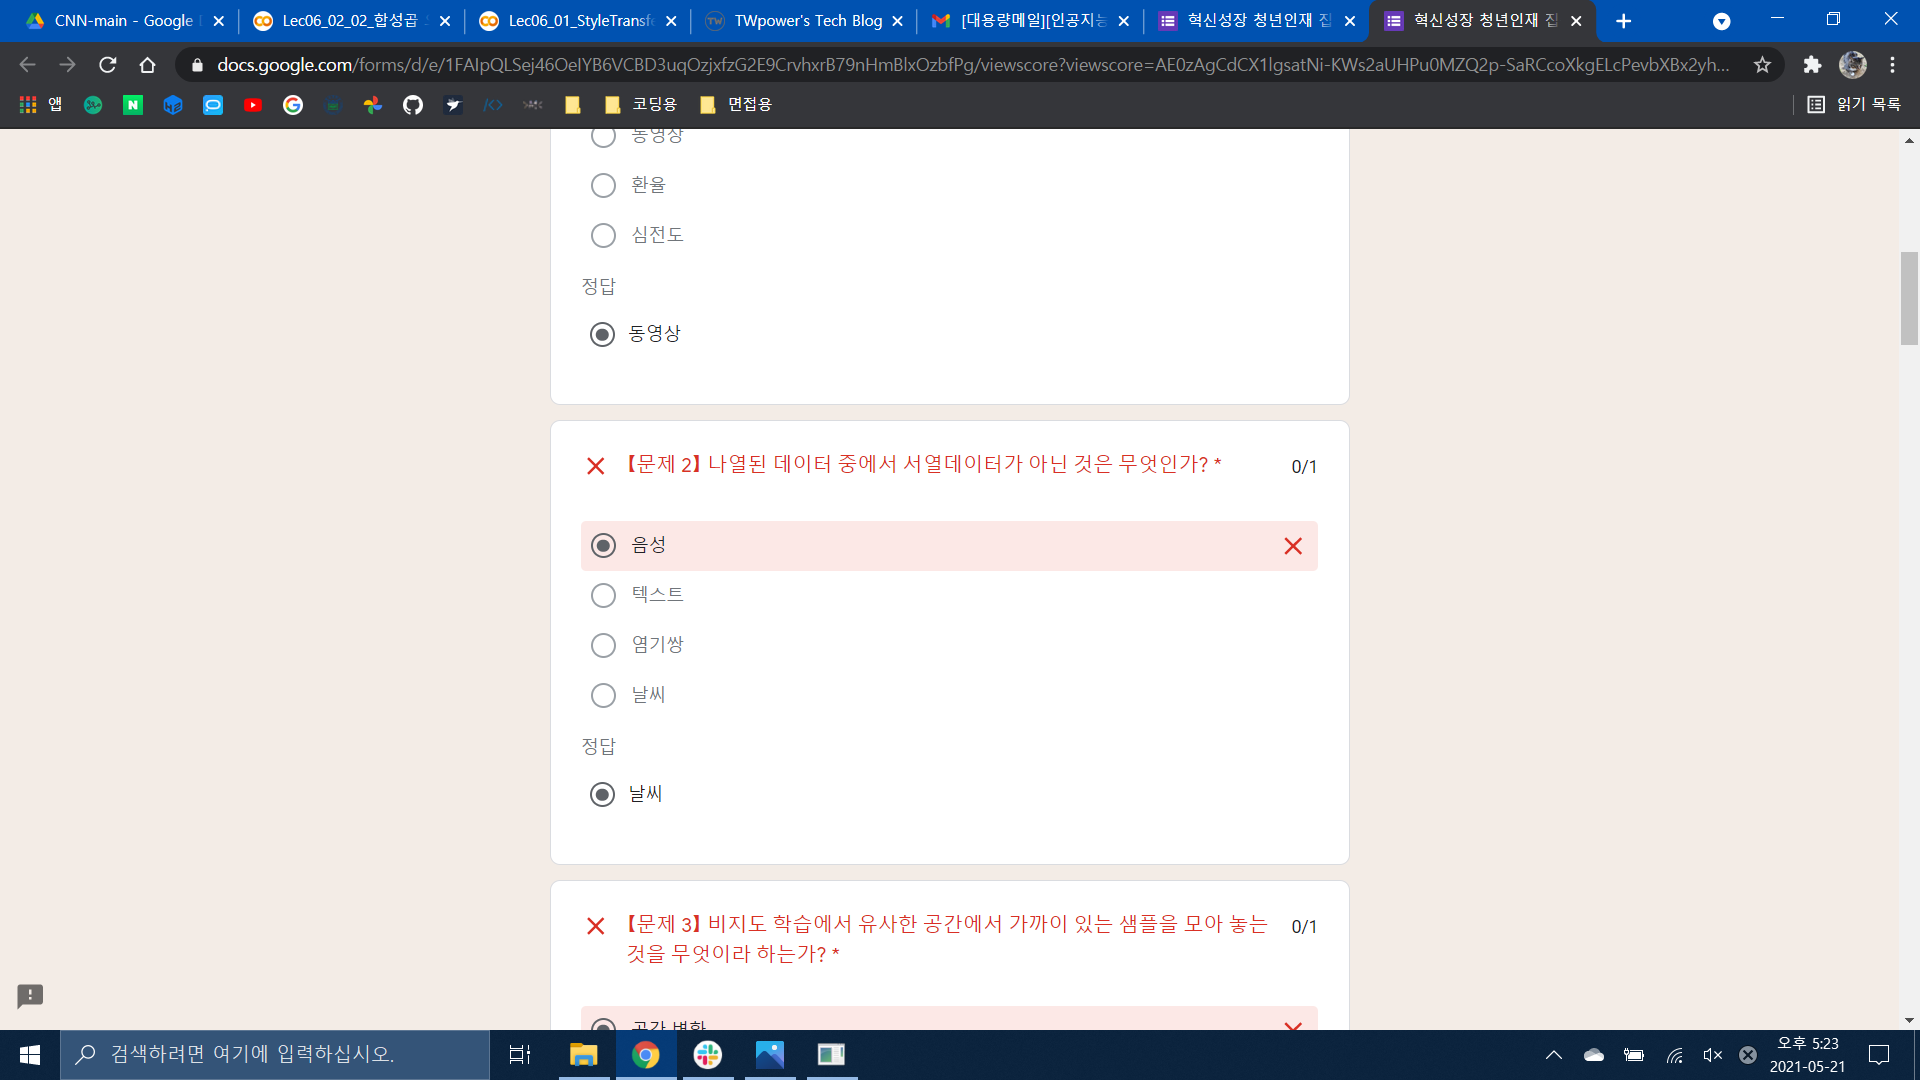 CNN-main - Google
Lec06_02_02_합성곱
Lec06_01_StyleTransfe
TWpower's Tech Blog
[대용량메일][인공지능
혁신성장 청년인재 집
혁신성장 청년인재 집
docs.google.com/forms/d/e/1FAIpQLSej46OeIYB6VCBD3uqOzjxfzG2E9CrvhxrB79nHmBlxOzbfPg/viewscore?viewscore=AE0zAgCdCX1lgsatNi-KWs2aUHPu0MZQ2p-SaRCcoXkgELcPevbXBx2yh...
앱
코딩용
면접용
읽기 목록
동영상
환율
심전도
정답
동영상
【문제 2】 나열된 데이터 중에서 서열데이터가 아닌 것은 무엇인가? *
0/1
음성
텍스트
염기쌍
날씨
정답
날씨
【문제 3】 비지도 학습에서 유사한 공간에서 가까이 있는 샘플을 모아 놓는
것을 무엇이라 하는가? *
0/1
공간 변환
검색하려면 여기에 입력하십시오.
오후 5:23
2021-05-21